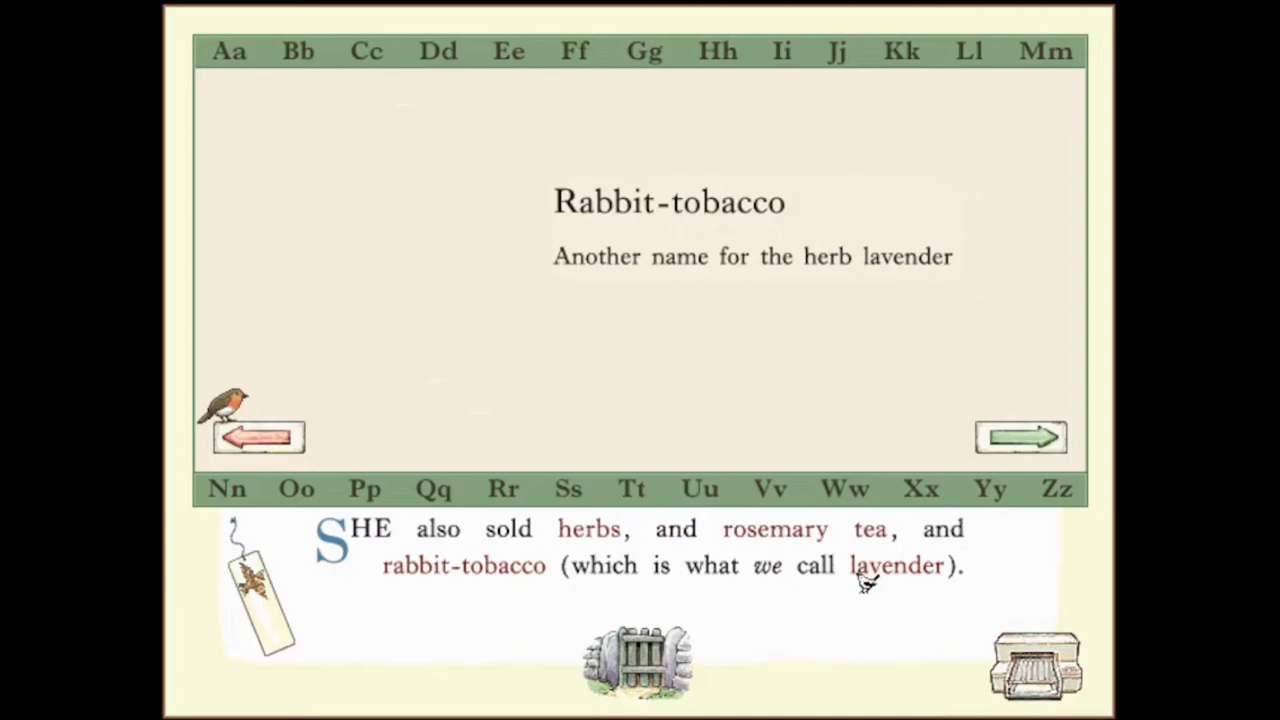 Aa Bb Cc Dd Ee Ff Gg Hh Ii Jj Kk Ll Mm
Rabbit-tobacco
Another name for the herb lavender
Nn Oo Pp Qq Rr Ss Tt Uu Vv Ww Xx Yy Zz
SHE also sold herbs, and rosemary tea, and
rabbit-tobacco (which is what we call lavender).